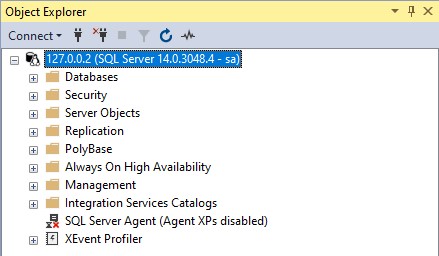 Object Explorer
Connect
127.0.0.2 (SQL Server 14.0.3048.4 - sa)
Databases
Security
Server Objects
Replication
PolyBase
Always On High Availability
Management
Integration Services Catalogs
SQL Server Agent (Agent XPs disabled)
XEvent Profiler